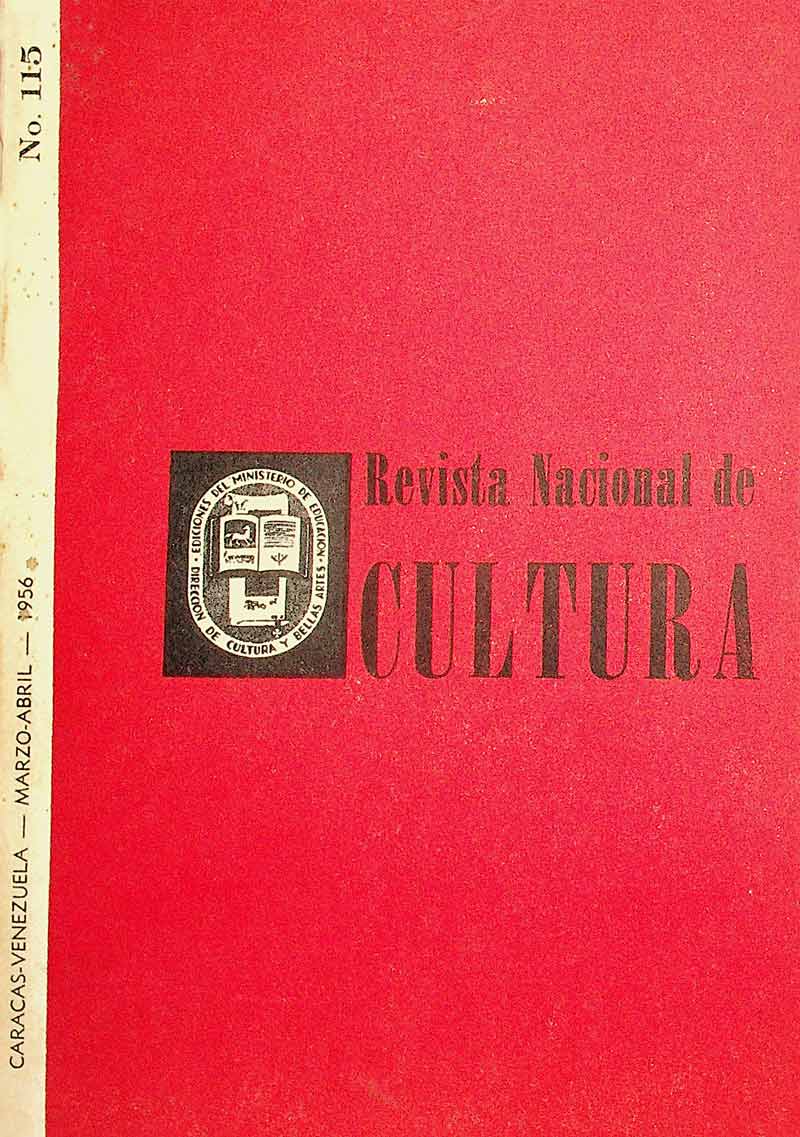 No. 115
CARACAS-VENEZUELA — MARZO-ABRIL — 1956
Revista Nacional de
CULTURA
EDICIONES DEL MINISTERIO DE EDUCACION
DIRECCION DE CULTURA Y BELLAS ARTES